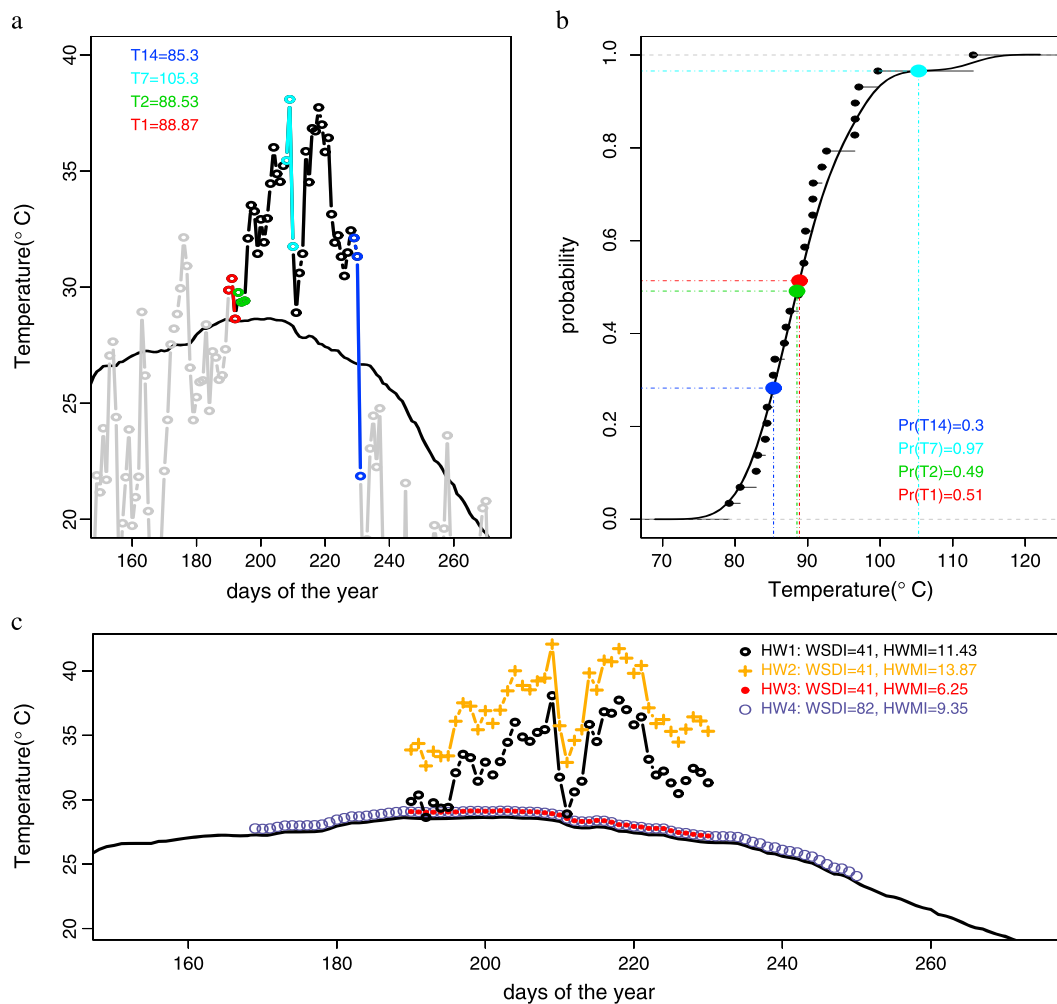 a
T14=85.3
T7=105.3
T2=88.53
T1=88.87
Temperature(° C)
40
35
30
25
20
160 180 200 220 240 260
days of the year
b
probability
1.0
0.8
0.6
0.4
0.2
0.0
Pr(T14)=0.3
Pr(T7)=0.97
Pr(T2)=0.49
Pr(T1)=0.51
70 80 90 100 110 120
Temperature(° C)
c
HW1: WSDI=41, HWMI=11.43
HW2: WSDI=41, HWMI=13.87
HW3: WSDI=41, HWMI=6.25
HW4: WSDI=82, HWMI=9.35
Temperature(° C)
40
35
30
25
20
160 180 200 220 240 260
days of the year